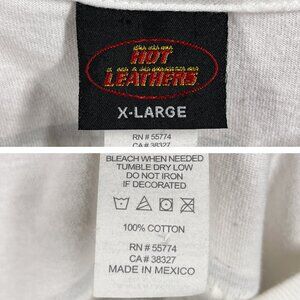 HOT
LEATHERS
X-LARGE
RN # 55774
CA # 38327
BLEACH WHEN NEEDED
TUMBLE DRY LOW
DO NOT IRON
IF DECORATED
100% COTTON
RN # 55774
CA # 38327
MADE IN MEXICO